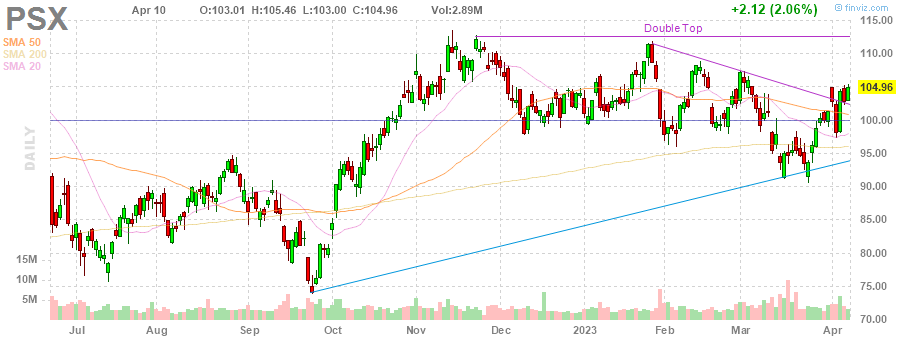 PSX Apr 10 O:103.01 H:105.46 L:103.00 C:104.96 Vol:2.89M +2.12 (2.06%)
© finviz.com
SMA 50
SMA 200
SMA 20
Double Top
DAILY
115.00
110.00
104.96
100.00
95.00
90.00
85.00
80.00
75.00
70.00
15M
10M
5M
Jul Aug Sep Oct Nov Dec 2023 Feb Mar Apr